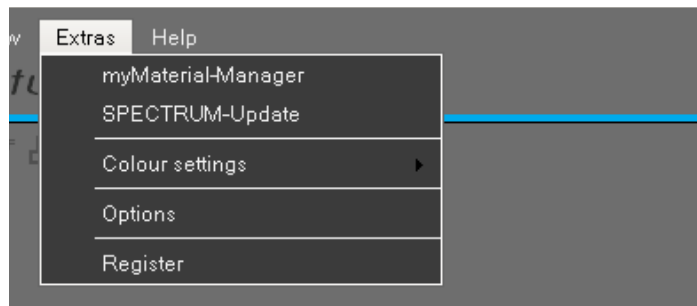 Extras Help
myMaterial-Manager
SPECTRUM-Update
Colour settings
Options
Register